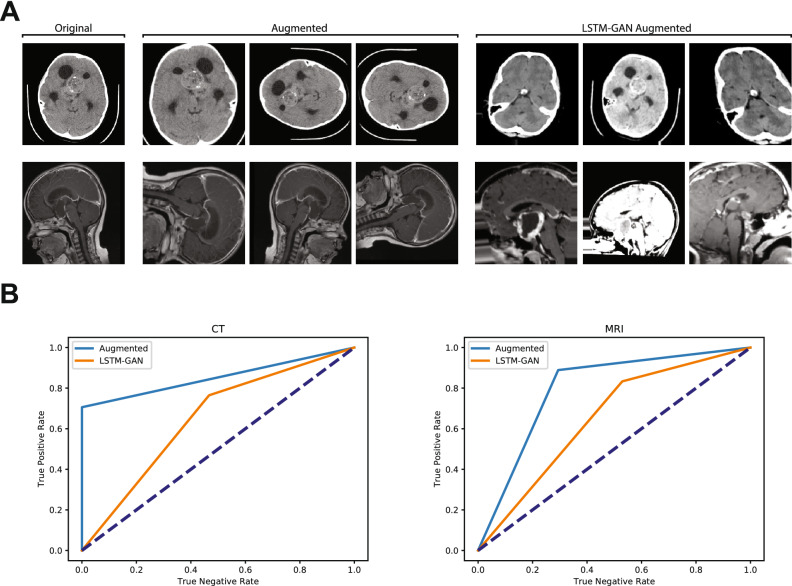 A
Original
Augmented
LSTM-GAN Augmented
B
CT
Augmented
LSTM-GAN
1.0
0.8
0.6
0.4
0.2
0.0
True Positive Rate
0.0
0.2
0.4
0.6
0.8
1.0
True Negative Rate
MRI
Augmented
LSTM-GAN
1.0
0.8
0.6
0.4
0.2
0.0
True Positive Rate
0.0
0.2
0.4
0.6
0.8
1.0
True Negative Rate